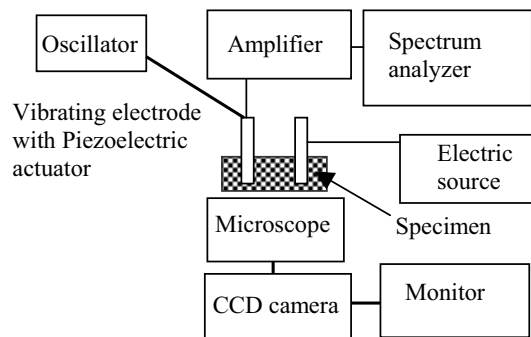 Oscillator
Amplifier
Spectrum
analyzer
Vibrating electrode
with Piezoelectric
actuator
Electric
source
Specimen
Microscope
CCD camera
Monitor